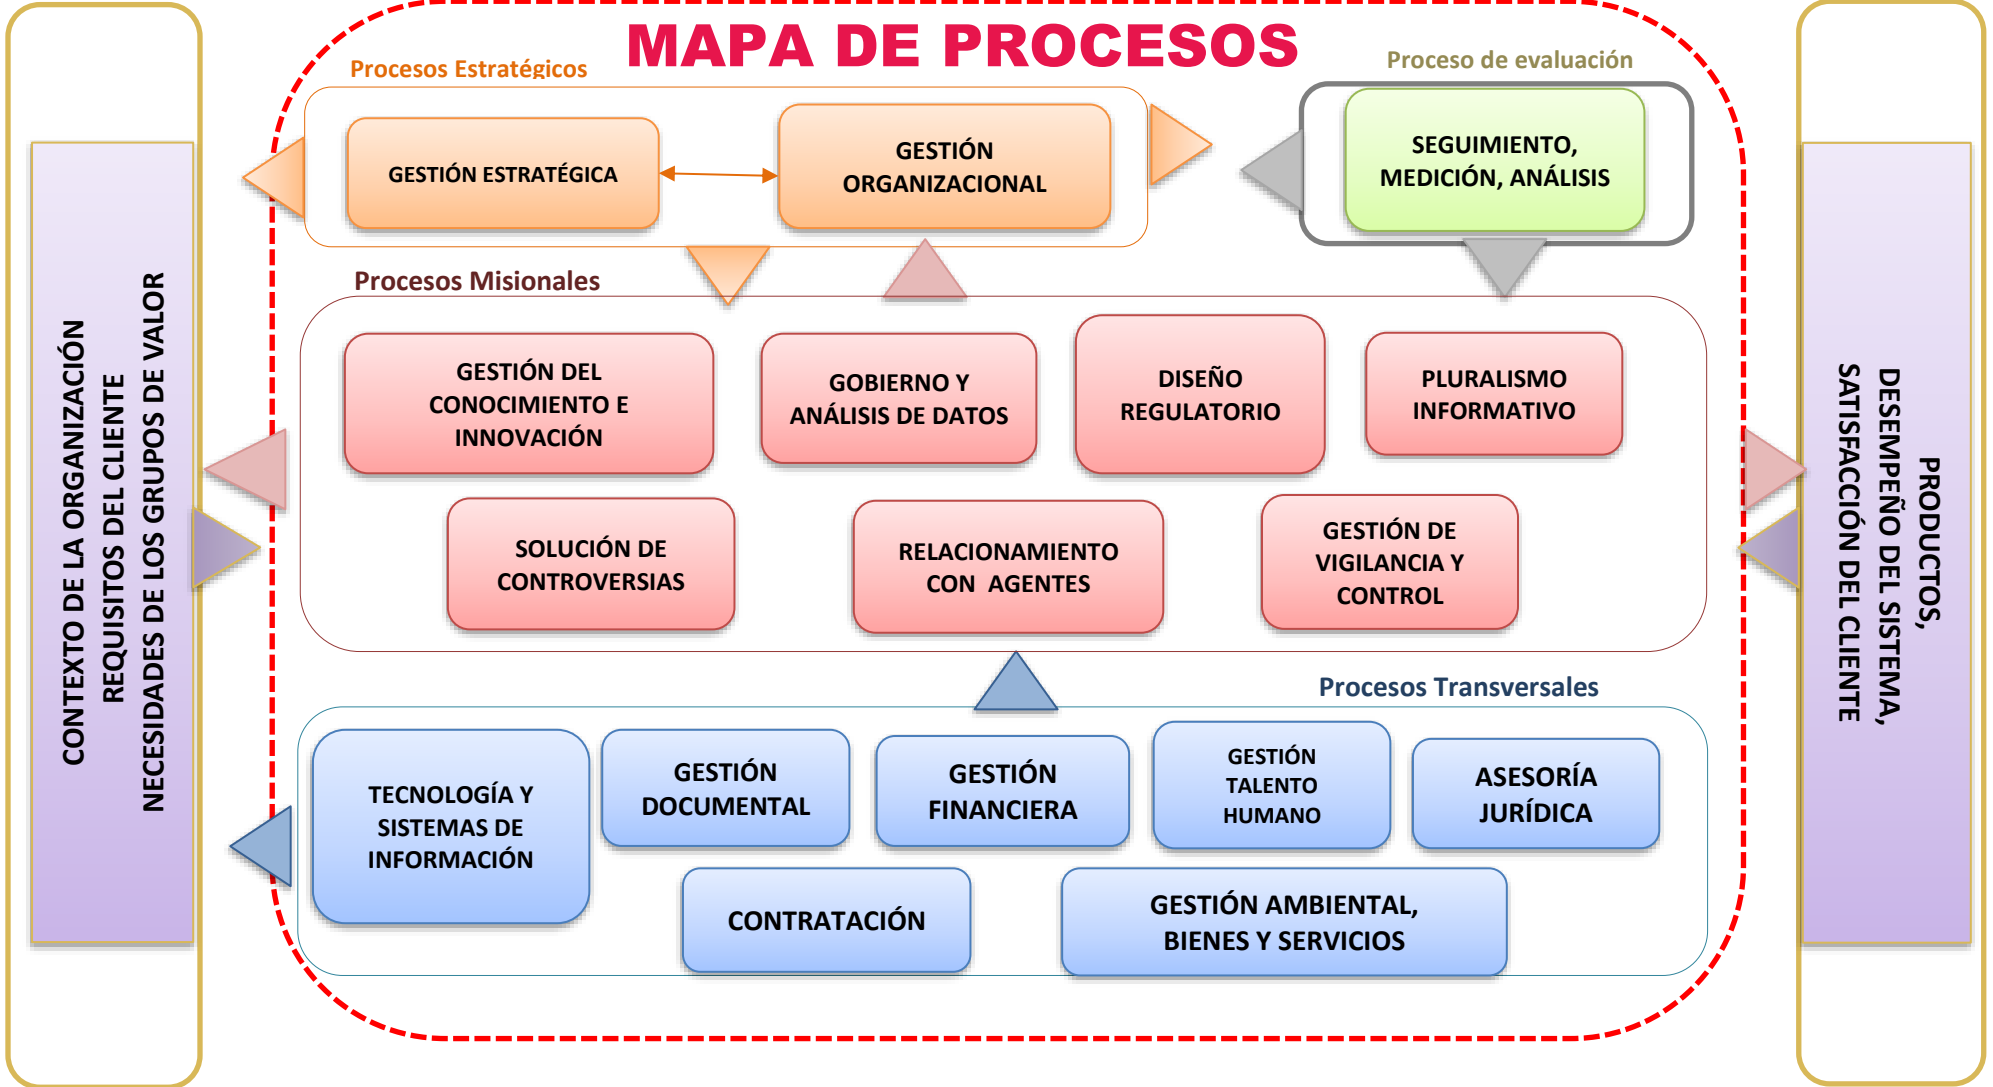 MAPA DE PROCESOS
Procesos Estratégicos
Proceso de evaluación
GESTIÓN ESTRATÉGICA
GESTIÓN
ORGANIZACIONAL
SEGUIMIENTO,
MEDICIÓN, ANÁLISIS
Procesos Misionales
GESTIÓN DEL
CONOCIMIENTO E
INNOVACIÓN
GOBIERNO Y
ANÁLISIS DE DATOS
DISEÑO
REGULATORIO
PLURALISMO
INFORMATIVO
SOLUCIÓN DE
CONTROVERSIAS
RELACIONAMIENTO
CON AGENTES
GESTIÓN DE
VIGILANCIA Y
CONTROL
Procesos Transversales
TECNOLOGÍA Y
SISTEMAS DE
INFORMACIÓN
GESTIÓN
DOCUMENTAL
GESTIÓN
FINANCIERA
GESTIÓN
TALENTO
HUMANO
ASESORÍA
JURÍDICA
CONTRATACIÓN
GESTIÓN AMBIENTAL,
BIENES Y SERVICIOS
CONTEXTO DE LA ORGANIZACIÓN
REQUISITOS DEL CLIENTE
NECESIDADES DE LOS GRUPOS DE VALOR
PRODUCTOS,
DESEMPEÑO DEL SISTEMA,
SATISFACCIÓN DEL CLIENTE